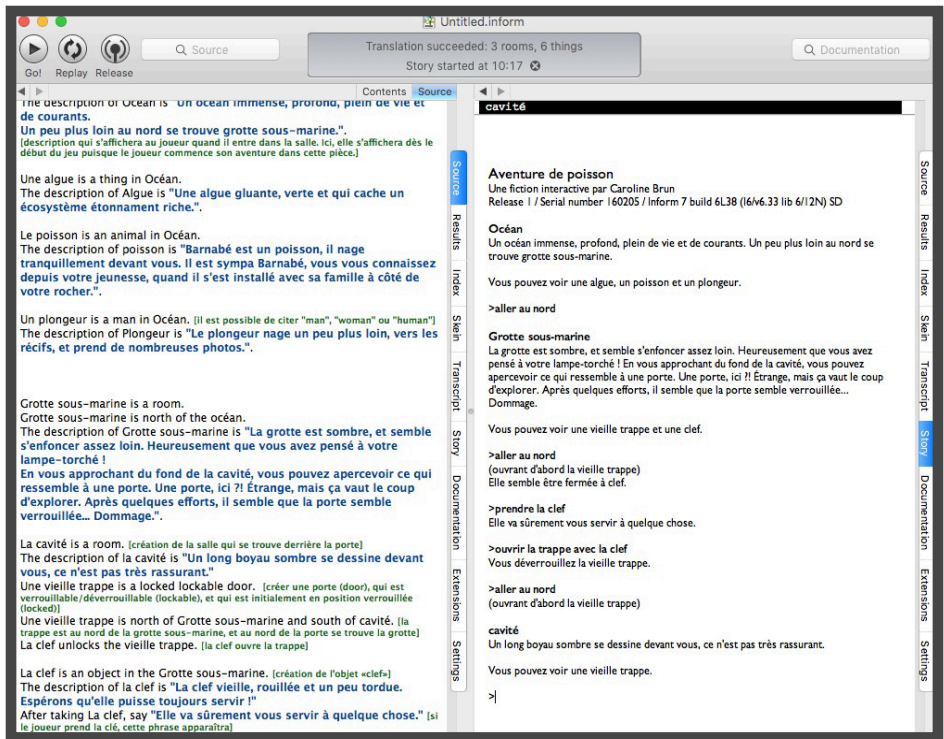 Untitled.inform
Source
Translation succeeded: 3 rooms, 6 things
Story started at 10:17
Documentation
Go!
Replay
Release
Contents
Source
The description of Océan is "Un océan immense, profond, plein de vie et
de courants.
Un peu plus loin au nord se trouve grotte sous-marine.".
[description qui s'affichera au joueur quand il entre dans la salle. Ici, elle s'affichera dès le
début du jeu puisque le joueur commence son aventure dans cette pièce.]
Une algue is a thing in Océan.
The description of Algue is "Une algue gluante, verte et qui cache un
écosystème étonnament riche.".
Le poisson is an animal in Océan.
The description of poisson is "Barnabé est un poisson, il nage
tranquillement devant vous. Il est sympa Barnabé, vous vous connaissez
depuis votre jeunesse, quand il s'est installé avec sa famille à côté de
votre rocher.".
Un plongeur is a man in Océan. [il est possible de citer "man", "woman" ou "human"]
The description of Plongeur is "Le plongeur nage un peu plus loin, vers les
récifs, et prend de nombreuses photos.".
Grotte sous-marine is a room.
Grotte sous-marine is north of the océan.
The description of Grotte sous-marine is "La grotte est sombre, et semble
s'enfoncer assez loin. Heureusement que vous avez pensé à votre
lampe-torché !
En vous approchant du fond de la cavité, vous pouvez apercevoir ce qui
ressemble à une porte. Une porte, ici ?! Étrange, mais ça vaut le coup
d'explorer. Après quelques efforts, il semble que la porte semble
verrouillée... Dommage.".
La cavité is a room. [création de la salle qui se trouve derrière la porte]
The description of la cavité is "Un long boyau sombre se dessine devant
vous, ce n'est pas très rassurant."
Une vieille trappe is a locked lockable door. [créer une porte (door), qui est
verrouillable/déverrouillable (lockable), et qui est initialement en position verrouillée
(locked)]
Une vieille trappe is north of Grotte sous-marine and south of cavité. [la
trappe est au nord de la grotte sous-marine, et au nord de la porte se trouve la grotte]
La clef unlocks the vieille trappe. [la clef ouvre la trappe]
La clef is an object in the Grotte sous-marine. [création de l'objet «clef»]
The description of la clef is "La clef vieille, rouillée et un peu tordue.
Espérons qu'elle puisse toujours servir !"
After taking La clef, say "Elle va sûrement vous servir à quelque chose." [si
le joueur prend la clé, cette phrase apparaîtra]
Source
Results
Index
Skein
Transcript
Story
Documentation
Extensions
Settings
cavité
Aventure de poisson
Une fiction interactive par Caroline Brun
Release 1 / Serial number 160205 / Inform 7 build 6L38 (I6/v6.33 lib 6/12N) SD
Océan
Un océan immense, profond, plein de vie et de courants. Un peu plus loin au nord se
trouve grotte sous-marine.
Vous pouvez voir une algue, un poisson et un plongeur.
>aller au nord
Grotte sous-marine
La grotte est sombre, et semble s'enfoncer assez loin. Heureusement que vous avez
pensé à votre lampe-torché ! En vous approchant du fond de la cavité, vous pouvez
apercevoir ce qui ressemble à une porte. Une porte, ici ?! Étrange, mais ça vaut le coup
d'explorer. Après quelques efforts, il semble que la porte semble verrouillée...
Dommage.
Vous pouvez voir une vieille trappe et une clef.
>aller au nord
(ouvrant d'abord la vieille trappe)
Elle semble être fermée à clef.
>prendre la clef
Elle va sûrement vous servir à quelque chose.
>ouvrir la trappe avec la clef
Vous déverrouillez la vieille trappe.
>aller au nord
(ouvrant d'abord la vieille trappe)
cavité
Un long boyau sombre se dessine devant vous, ce n'est pas très rassurant.
Vous pouvez voir une vieille trappe.
>
Source
Results
Index
Skein
Transcript
Story
Documentation
Extensions
Settings